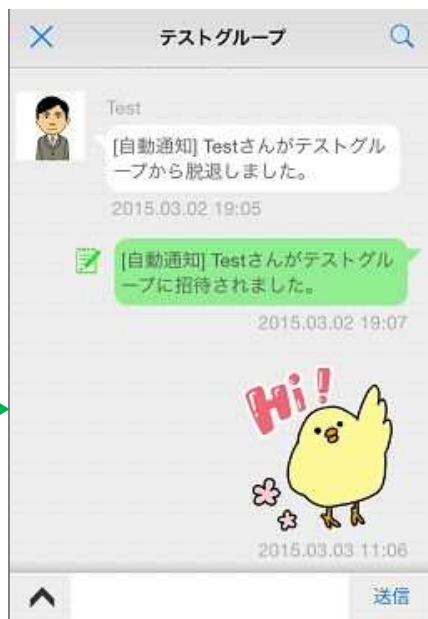 テストグループ
Test
[自動通知] Testさんがテストグル
ープから脱退しました。
2015.03.02 19:05
[自動通知] Testさんがテストグル
ープに招待されました。
2015.03.02 19:07
Hi!
2015.03.03 11:06
送信